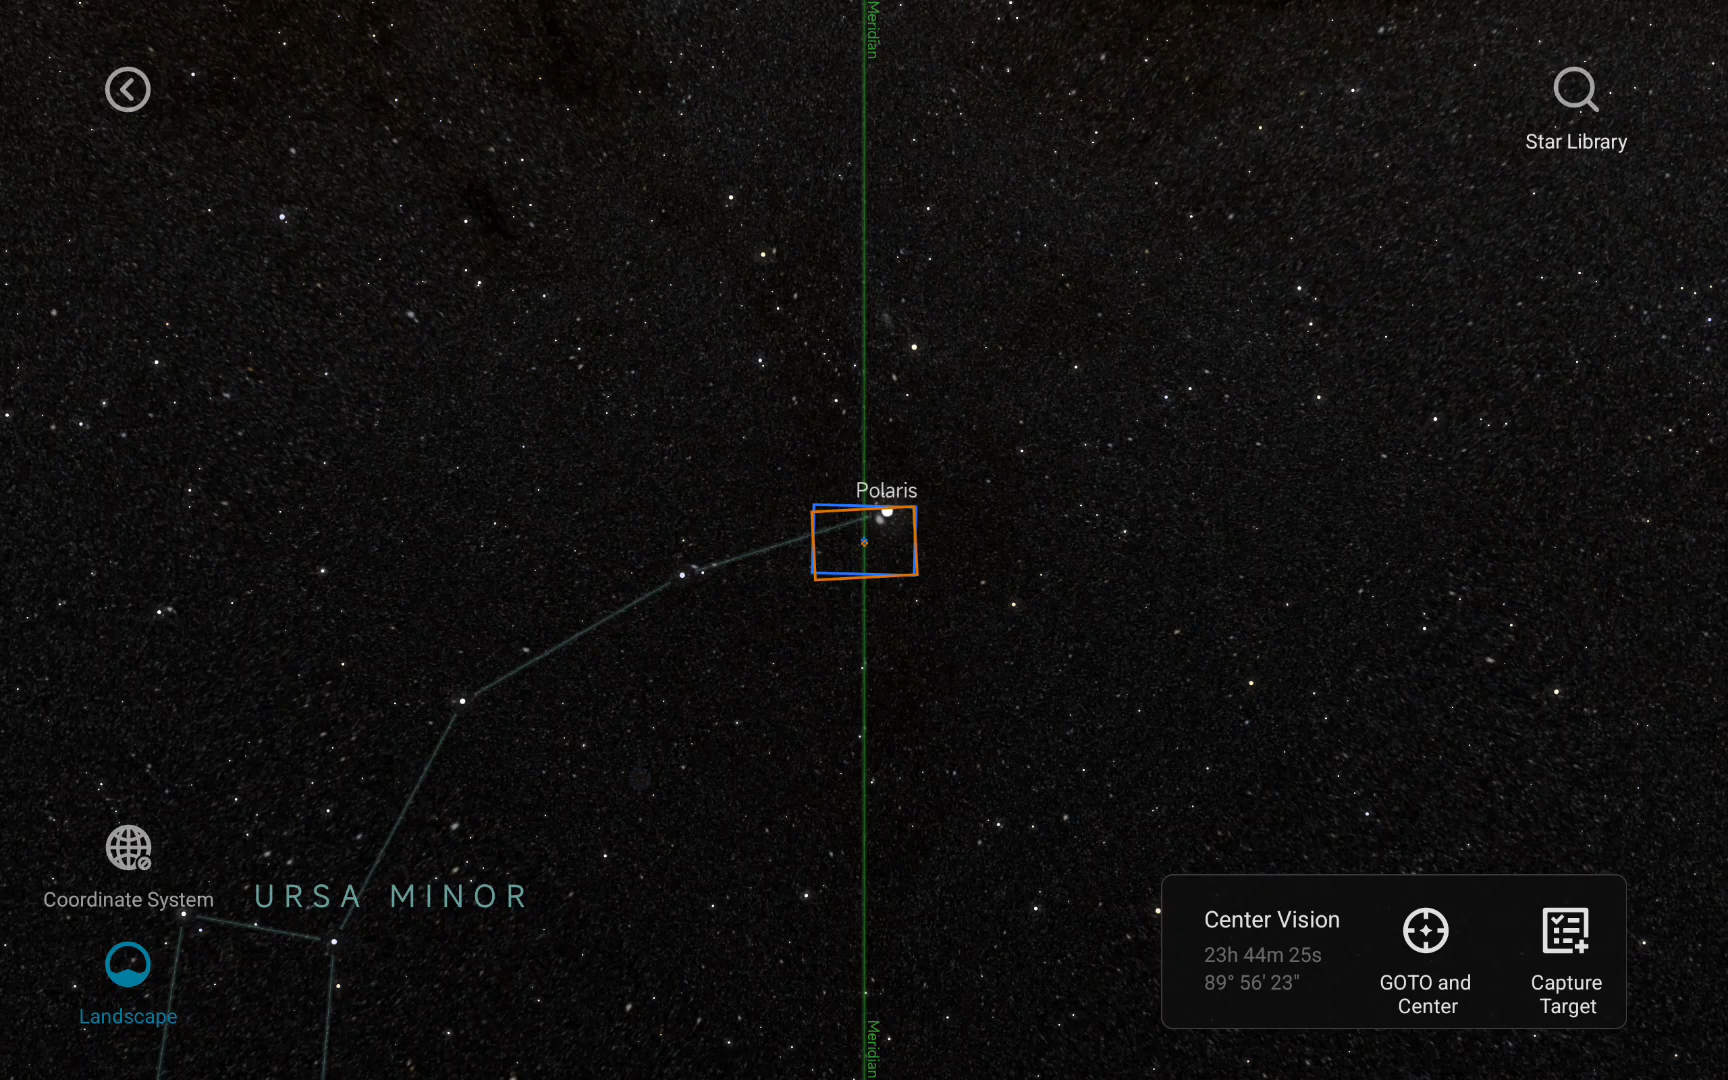 Meridian
Star Library
Polaris
Coordinate System
URSA MINOR
Landscape
Center Vision
23h 44m 25s
89° 56' 23"
GOTO and
Center
Capture
Target
Meridian